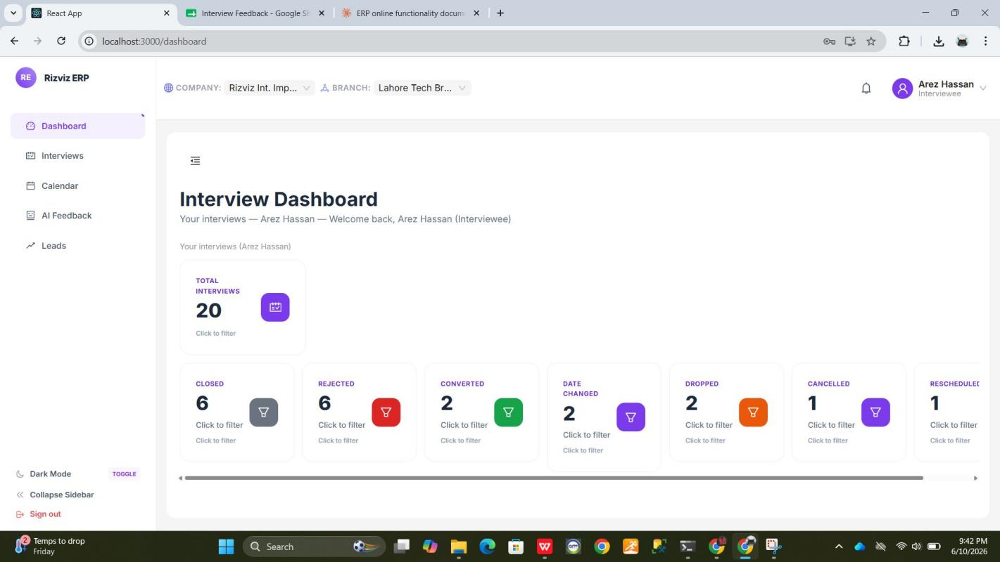 React App
Interview Feedback - Google Sh
ERP online functionality docum
localhost:3000/dashboard
RE
Rizviz ERP
COMPANY: Rizviz Int. Imp... BRANCH: Lahore Tech Br...
Arez Hassan
Interviewee
Dashboard
Interviews
Calendar
AI Feedback
Leads
Dark Mode
TOGGLE
Collapse Sidebar
Sign out
Interview Dashboard
Your interviews — Arez Hassan — Welcome back, Arez Hassan (Interviewee)
Your interviews (Arez Hassan)
TOTAL
INTERVIEWS
20
Click to filter
CLOSED
6
Click to filter
Click to filter
REJECTED
6
Click to filter
Click to filter
CONVERTED
2
Click to filter
Click to filter
DATE
CHANGED
2
Click to filter
Click to filter
DROPPED
2
Click to filter
Click to filter
CANCELLED
1
Click to filter
Click to filter
RESCHEDULED
1
Click to filter
Click to filter
2
Temps to drop
Friday
Search
9:42 PM
6/10/2026